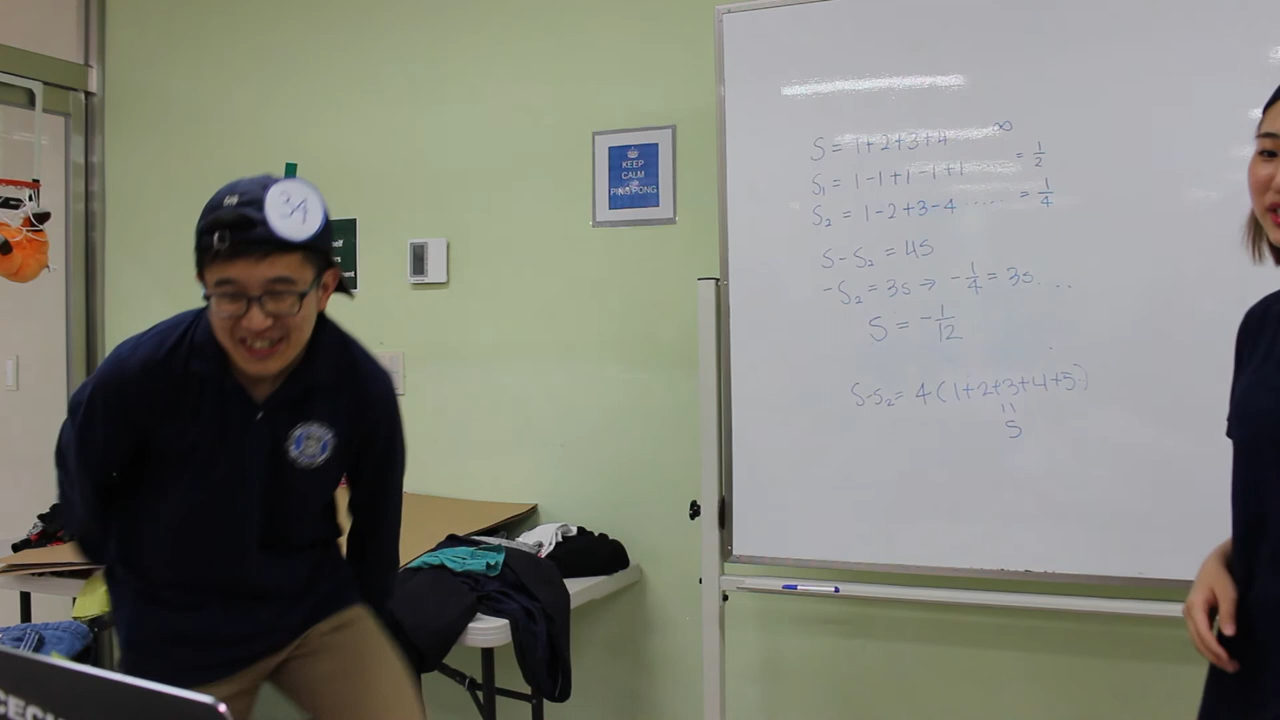 KEEP
CALM
PING PONG
S = 1+2+3+4 ∞
S₁ = 1-1+1-1+1 = 1/2
S₂ = 1-2+3-4 ...... = 1/4
S-S₂ = 4S
-S₂ = 3s → -1/4 = 3s...
S = -1/12
S-S₂ = 4(1+2+3+4+5.)
=
S